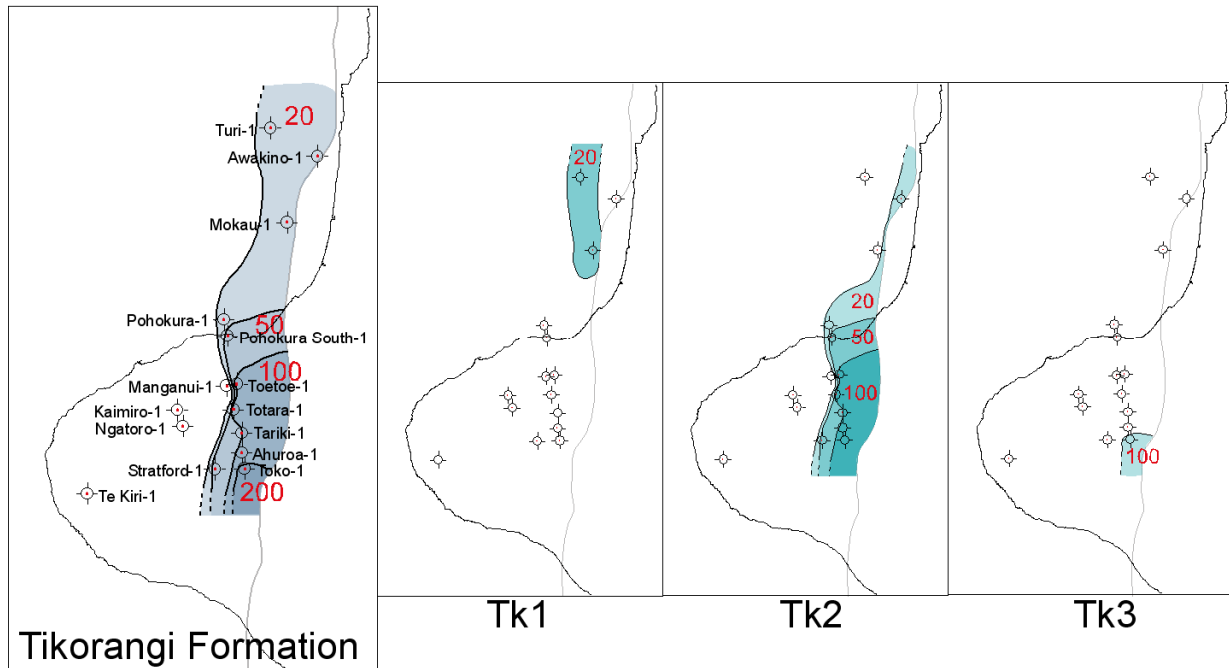 20
Turi-1
Awakino-1
Mokau-1
Pohokura-1
50
Pohokura South-1
100
Manganui-1
Toetoe-1
Kaimiro-1
Totara-1
Ngatoro-1
Tariki-1
Ahuroa-1
Stratford-1
Toko-1
Te Kiri-1
200
Tikorangi Formation
20
Tk1
20
50
100
Tk2
100
Tk3